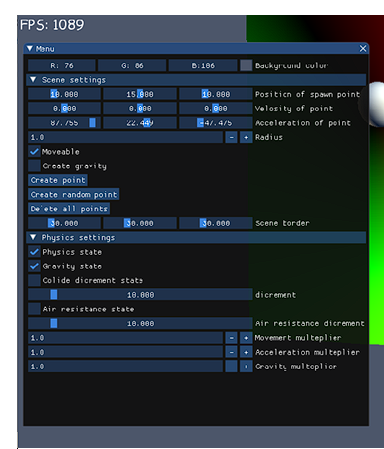 FPS: 1089
Menu
R: 76 G: 86 B:106 Background color
Scene settings
10.000 15.000 10.000 Position of spawn point
0.000 0.000 0.000 Velosity of point
87.755 22.449 -47.475 Acceleration of point
1.0 - + Radius
Moveable
Create gravity
Create point
Create random point
Delete all points
30.000 30.000 30.000 Scene border
Physics settings
Physics state
Gravity state
Colide dicrement stats
10.000 dicrement
Air resistance state
10.000 Air resistance dicrement
1.0 - + Movement multeplier
1.0 - + Acceleration multeplier
1.0 Gravity multeplier